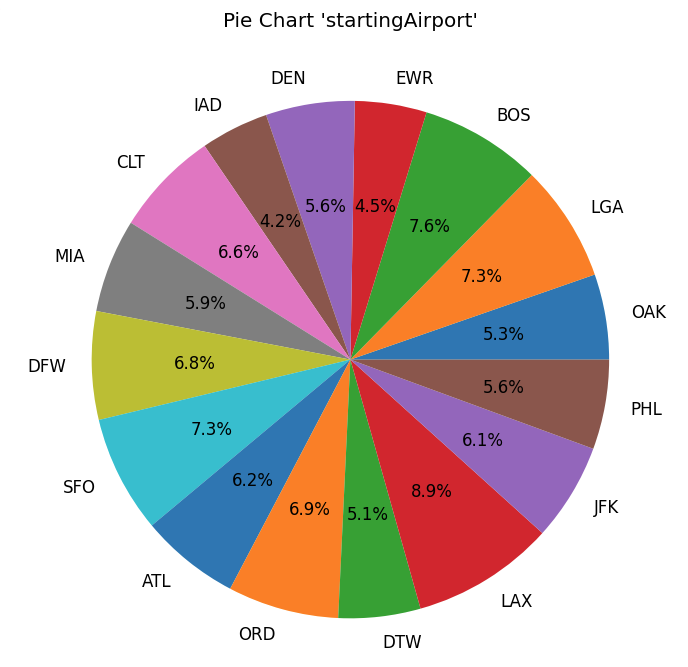 Pie Chart 'startingAirport'
DEN
EWR
IAD
BOS
CLT
LGA
5.6%
4.5%
4.2%
7.6%
6.6%
7.3%
MIA
5.9%
OAK
5.3%
DFW
6.8%
5.6%
PHL
7.3%
6.1%
SFO
6.2%
8.9%
JFK
6.9%
5.1%
ATL
LAX
ORD
DTW